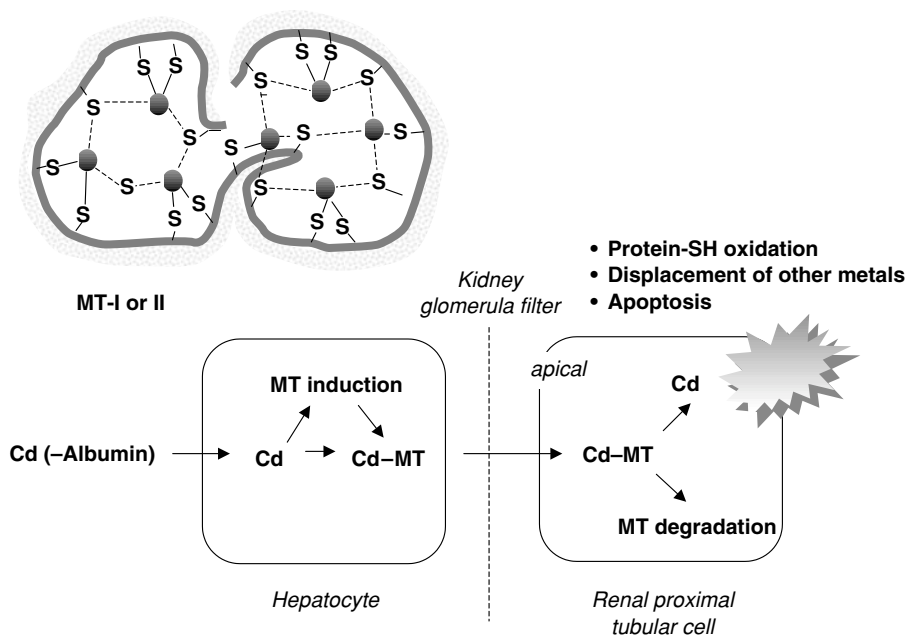 S S S
S S S
S S
S S S S
S S S S
S S S
S S S
MT-I or II
Kidney
glomerula filter
• Protein-SH oxidation
• Displacement of other metals
• Apoptosis
apical
MT induction
Cd
Cd (–Albumin)
Cd
Cd–MT
Cd–MT
MT degradation
Hepatocyte
Renal proximal
tubular cell